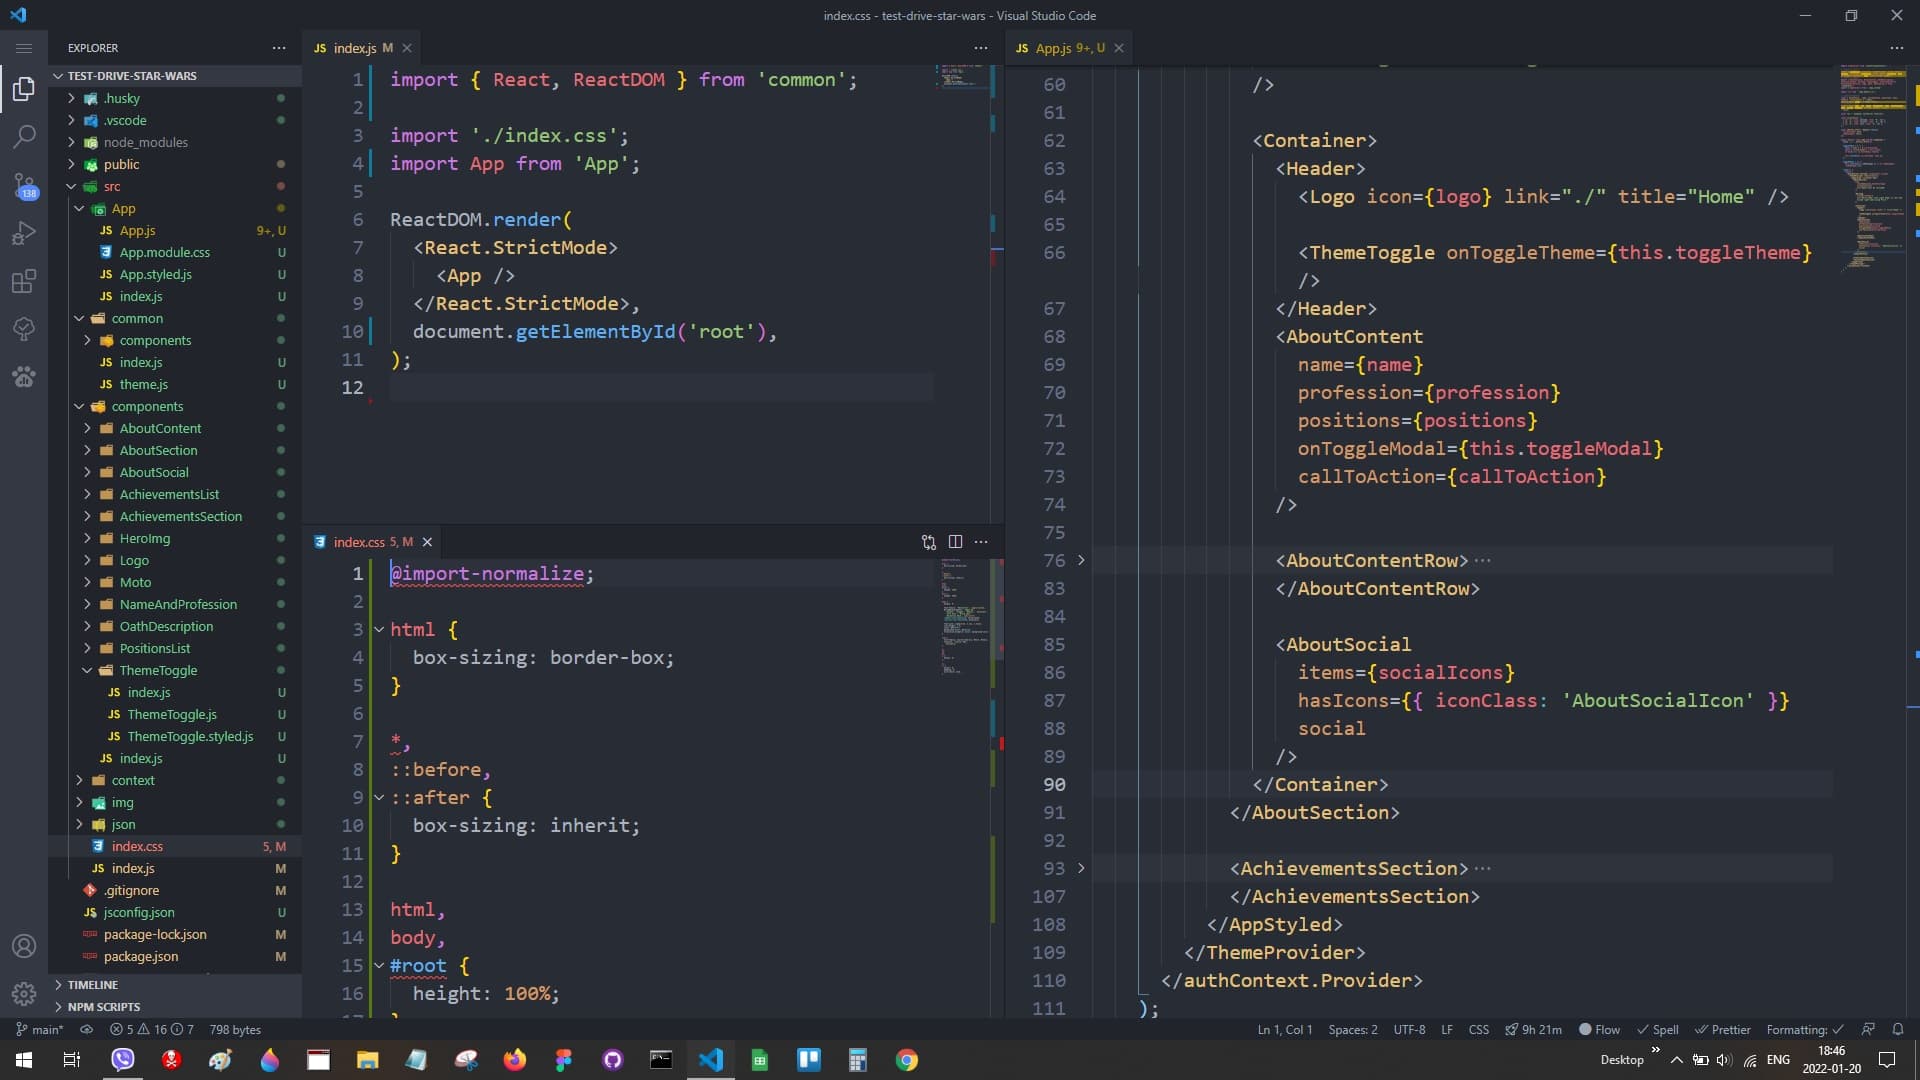 index.css - test-drive-star-wars - Visual Studio Code
EXPLORER
TEST-DRIVE-STAR-WARS
.husky
.vscode
node_modules
public
src
App
App.js 9+, U
App.module.css U
App.styled.js U
index.js U
common
components
index.js U
theme.js U
components
AboutContent
AboutSection
AboutSocial
AchievementsList
AchievementsSection
HeroImg
Logo
Moto
NameAndProfession
OathDescription
PositionsList
ThemeToggle
index.js U
ThemeToggle.js U
ThemeToggle.styled.js U
index.js U
context
img
json
index.css 5, M
index.js M
.gitignore M
jsconfig.json U
package-lock.json M
package.json M
TIMELINE
NPM SCRIPTS
138
JS index.js M
1 import { React, ReactDOM } from 'common';
2
3 import './index.css';
4 import App from 'App';
5
6 ReactDOM.render(
7 <React.StrictMode>
8 <App />
9 </React.StrictMode>,
10 document.getElementById('root'),
11 );
12
index.css 5, M
1 @import-normalize;
2
3 html {
4 box-sizing: border-box;
5 }
6
7 *,
8 ::before,
9 ::after {
10 box-sizing: inherit;
11 }
12
13 html,
14 body,
15 #root {
16 height: 100%;
JS App.js 9+, U
60 />
61
62 <Container>
63 <Header>
64 <Logo icon={logo} link="./" title="Home" />
65
66 <ThemeToggle onToggleTheme={this.toggleTheme}
/>
67 </Header>
68 <AboutContent
69 name={name}
70 profession={profession}
71 positions={positions}
72 onToggleModal={this.toggleModal}
73 callToAction={callToAction}
74 />
75
76 <AboutContentRow> ...
83 </AboutContentRow>
84
85 <AboutSocial
86 items={socialIcons}
87 hasIcons={{ iconClass: 'AboutSocialIcon' }}
88 social
89 />
90 </Container>
91 </AboutSection>
92
93 <AchievementsSection> ...
107 </AchievementsSection>
108 </AppStyled>
109 </ThemeProvider>
110 </authContext.Provider>
111 );
main* 5 16 7 798 bytes
Ln 1, Col 1 Spaces: 2 UTF-8 LF CSS 9h 21m Flow Spell Prettier Formating:
Desktop ENG 18:46
2022-01-20